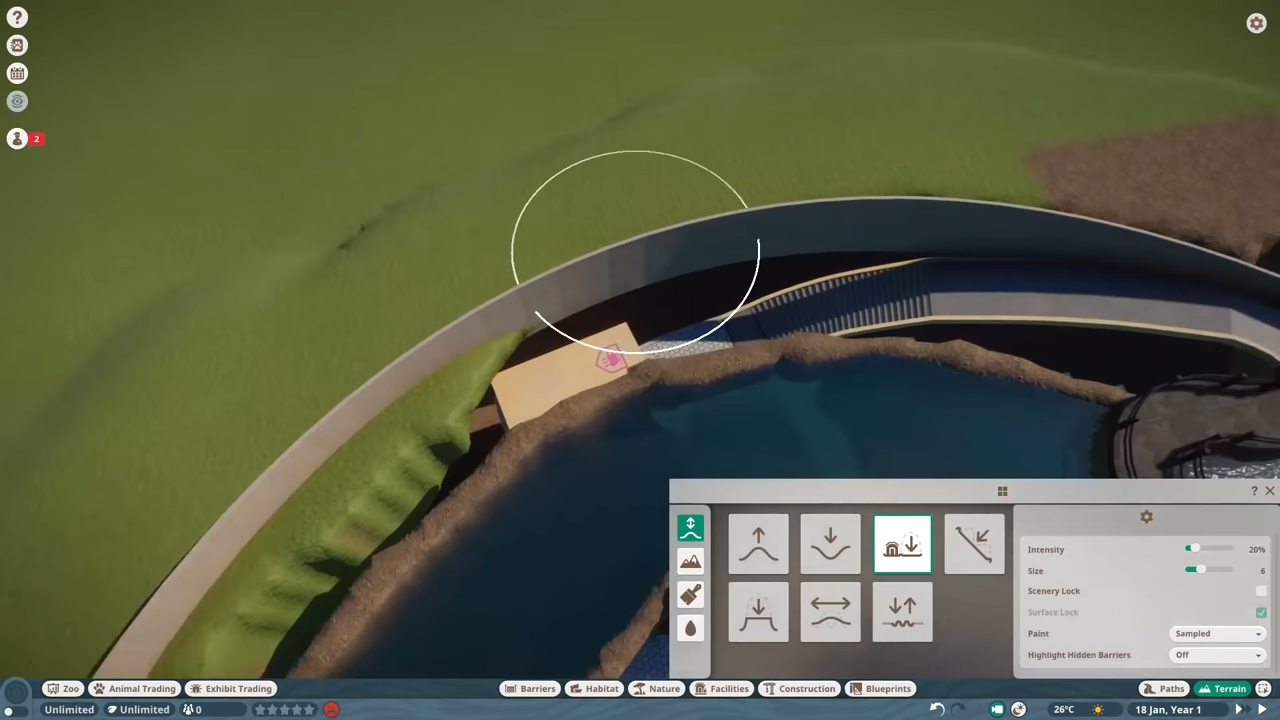 ?
2
? X
Intensity 20%
Size 6
Scenery Lock
Surface Lock
Paint Sampled
Highlight Hidden Barriers Off
Zoo Animal Trading Exhibit Trading Barriers Habitat Nature Facilities Construction Blueprints Paths Terrain
Unlimited Unlimited 0 26°C 18 Jan, Year 1